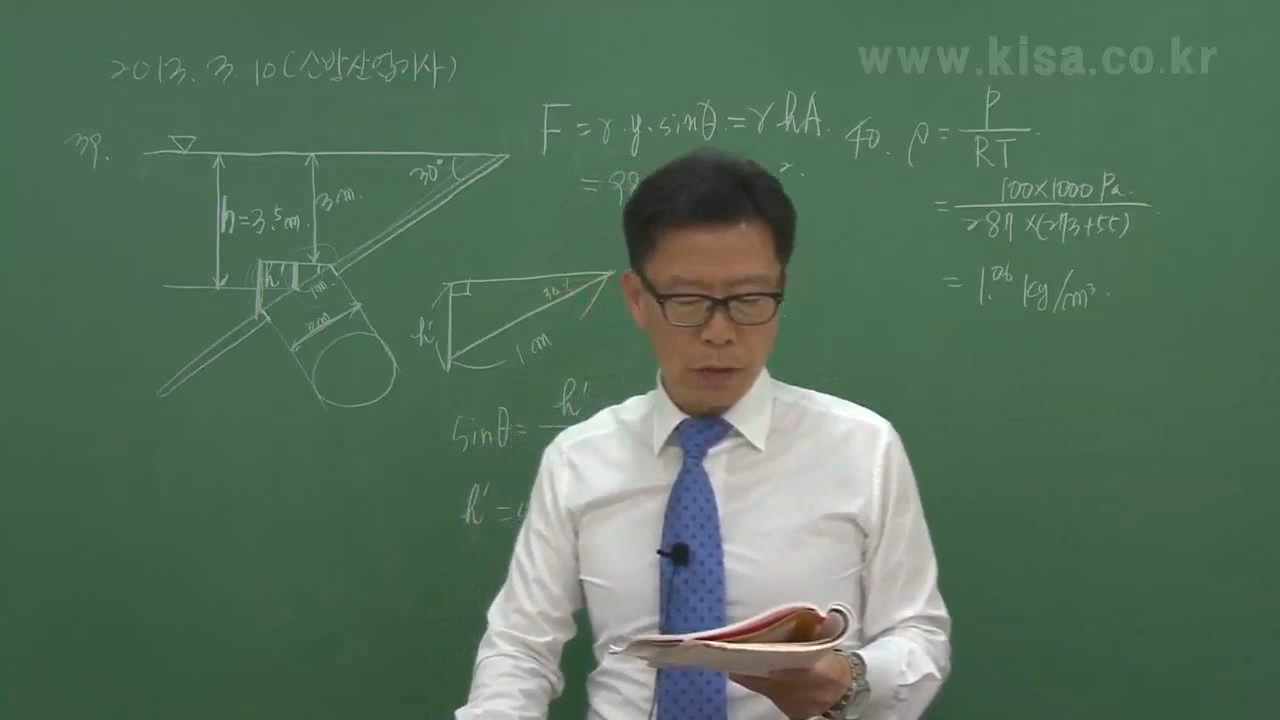 www.kisa.co.kr
2013. 3. 10 (소방산업기사)
39.
30°
h=3.5m.
3m.
h'
1m.
2m
F=γ.y.sinθ=γhA.
h'
30°
1m
sinθ= h'
h'=
40. ρ= P
RT
= 100×1000 Pa.
287×(273+55)
= 1.06 kg/m³.